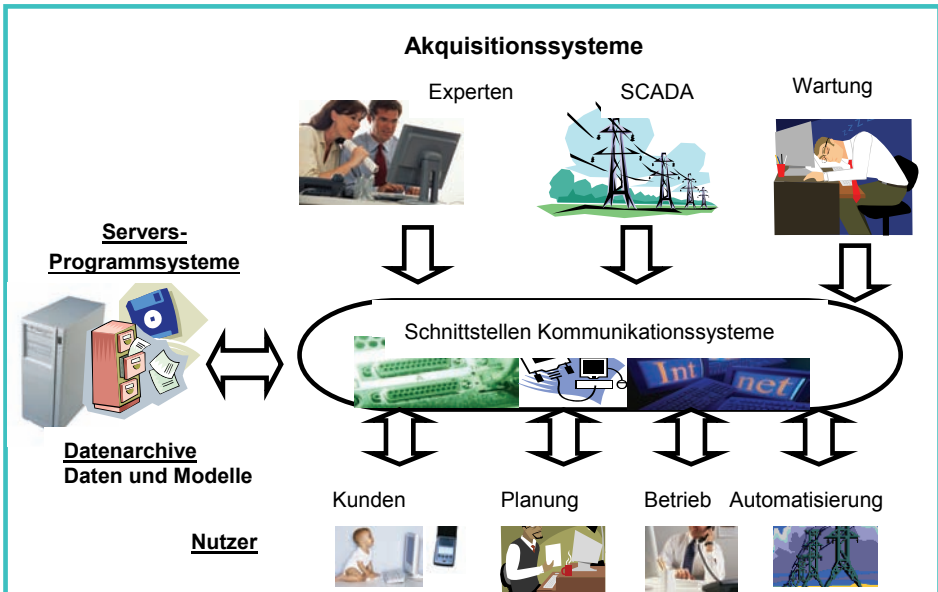 Akquisitionssysteme
Experten
SCADA
Wartung
zzzz
Servers-
Programmsysteme
Schnittstellen Kommunikationssysteme
Int
net
Datenarchive
Daten und Modelle
Kunden
Planung
Betrieb
Automatisierung
Nutzer